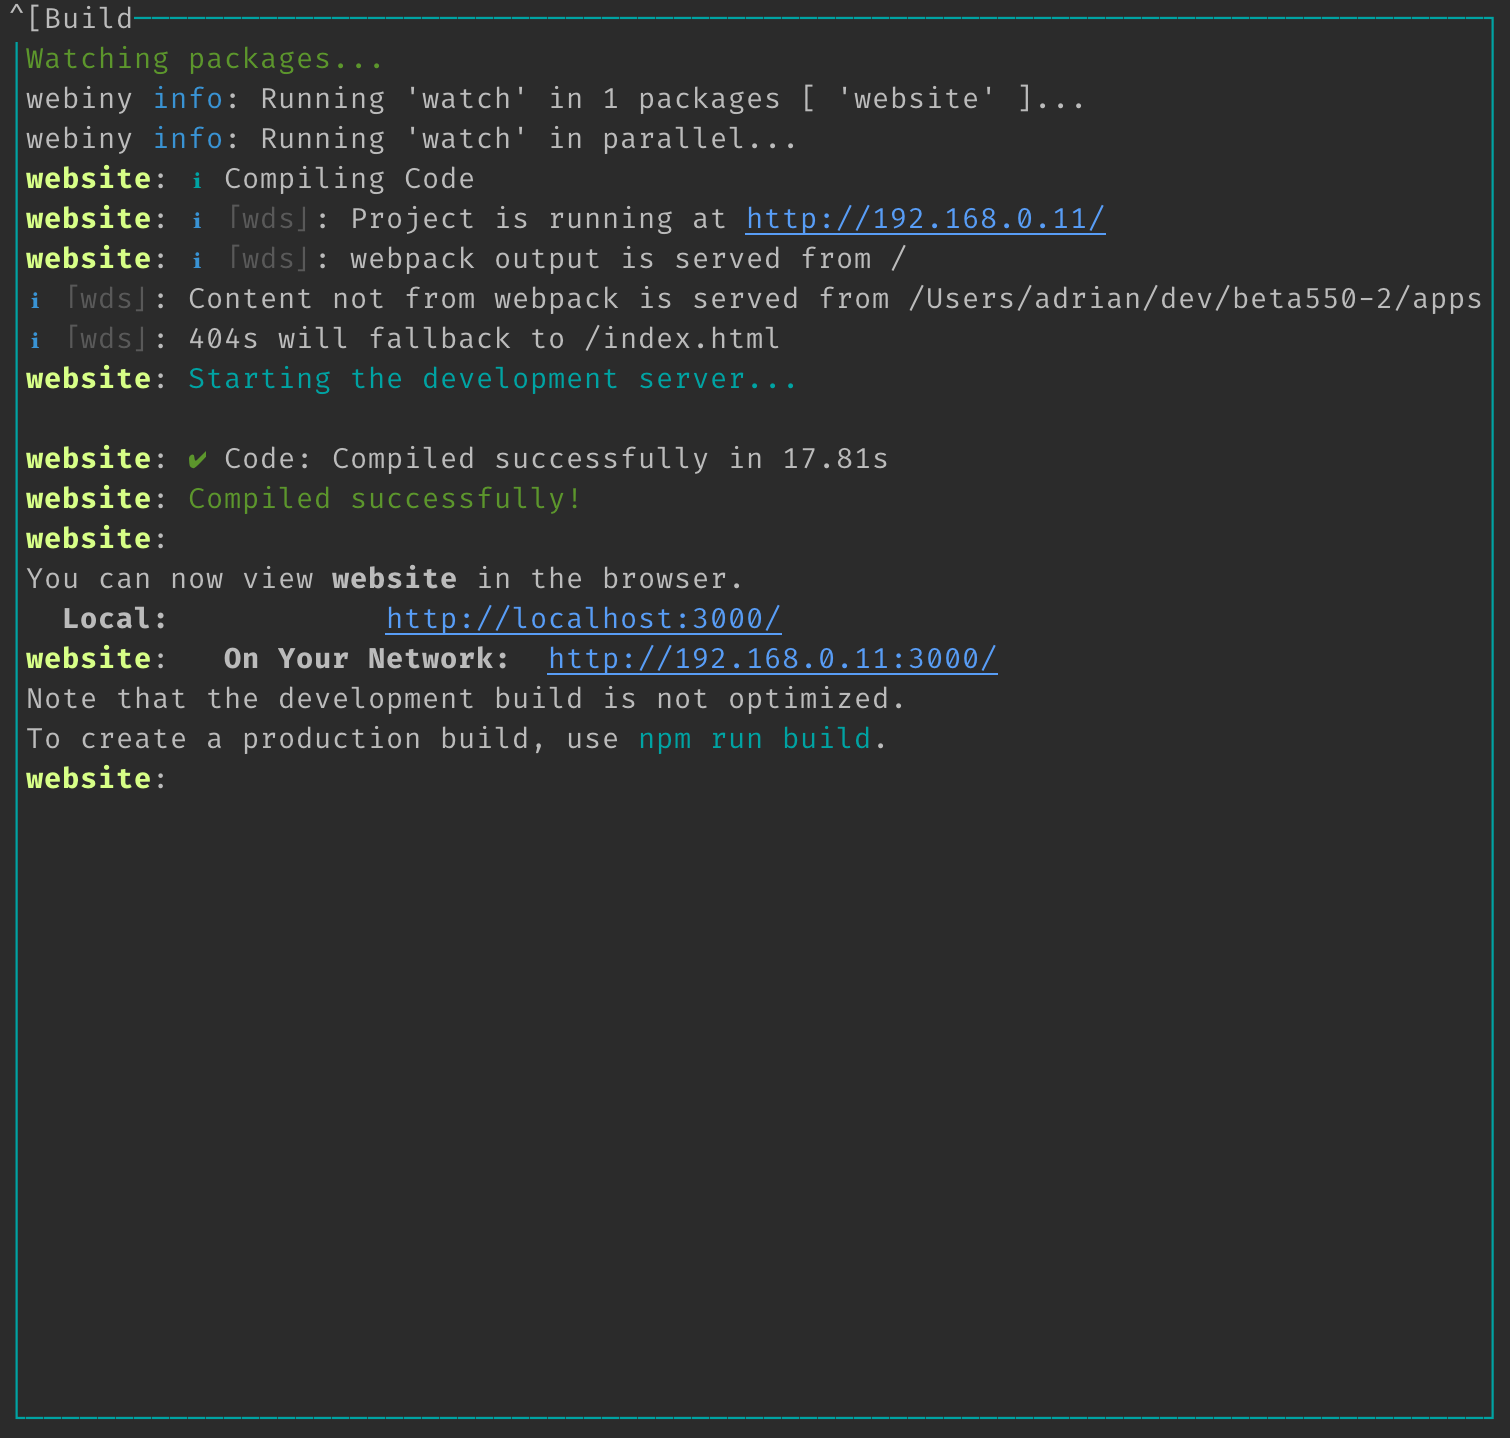 ^[Build
Watching packages...
webiny info: Running 'watch' in 1 packages [ 'website' ]...
webiny info: Running 'watch' in parallel...
website: ℹ Compiling Code
website: ℹ ⌈wds⌋: Project is running at http://192.168.0.11/
website: ℹ ⌈wds⌋: webpack output is served from /
ℹ ⌈wds⌋: Content not from webpack is served from /Users/adrian/dev/beta550-2/apps
ℹ ⌈wds⌋: 404s will fallback to /index.html
website: Starting the development server...
website: ✔ Code: Compiled successfully in 17.81s
website: Compiled successfully!
website:
You can now view website in the browser.
Local: http://localhost:3000/
website: On Your Network: http://192.168.0.11:3000/
Note that the development build is not optimized.
To create a production build, use npm run build.
website: